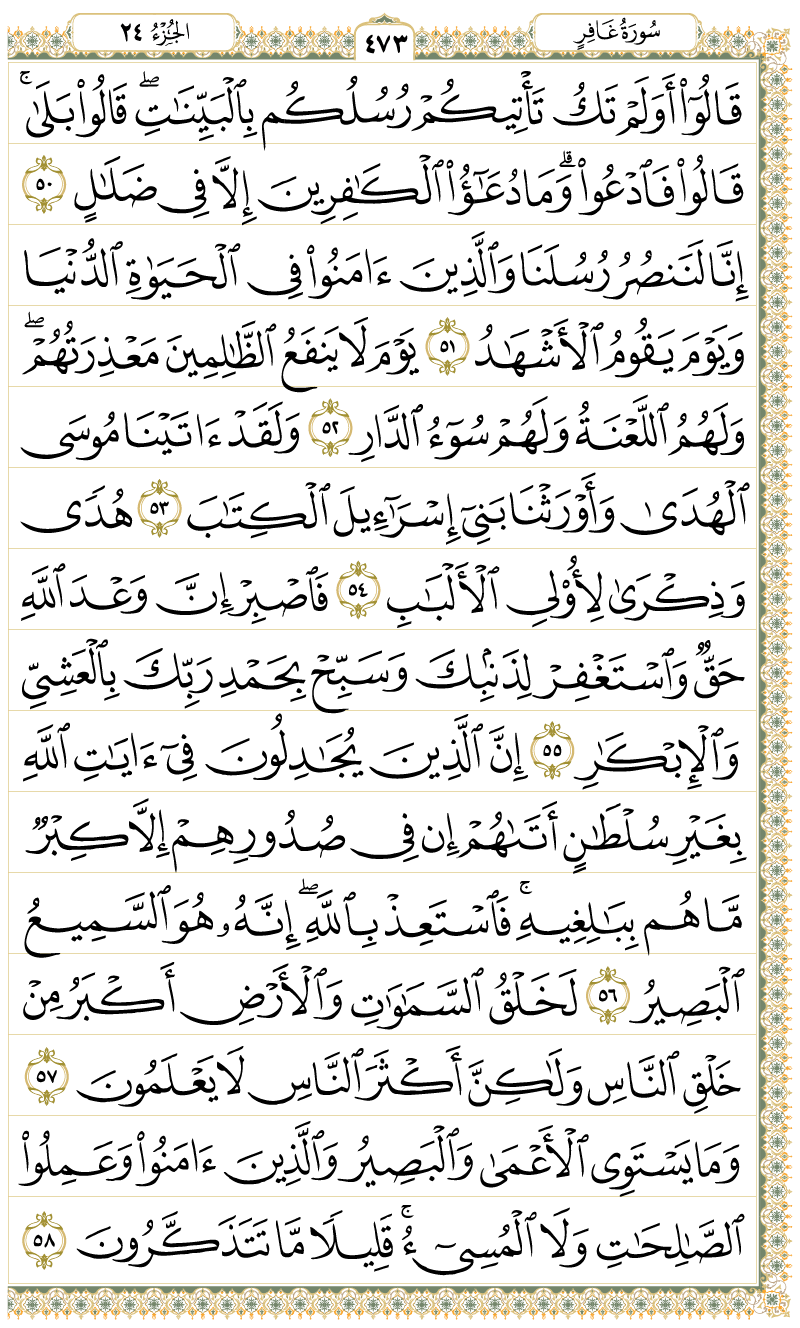 سُورَةُ غَافِرٍ
٤٧٣
الجُزْءُ ٢٤
قَالُوٓا۟ أَوَلَمْ تَكُ تَأْتِيكُمْ رُسُلُكُم بِٱلْبَيِّنَٰتِ ۖ قَالُوا۟ بَلَىٰ ۚ
قَالُوا۟ فَٱدْعُوا۟ ۗ وَمَا دُعَٰٓؤُا۟ ٱلْكَٰفِرِينَ إِلَّا فِى ضَلَٰلٍ ٥٠
إِنَّا لَنَنصُرُ رُسُلَنَا وَٱلَّذِينَ ءَامَنُوا۟ فِى ٱلْحَيَوٰةِ ٱلدُّنْيَا
وَيَوْمَ يَقُومُ ٱلْأَشْهَٰدُ ٥١ يَوْمَ لَا يَنفَعُ ٱلظَّٰلِمِينَ مَعْذِرَتُهُمْ ۖ
وَلَهُمُ ٱللَّعْنَةُ وَلَهُمْ سُوٓءُ ٱلدَّارِ ٥٢ وَلَقَدْ ءَاتَيْنَا مُوسَى
ٱلْهُدَىٰ وَأَوْرَثْنَا بَنِىٓ إِسْرَٰٓءِيلَ ٱلْكِتَٰبَ ٥٣ هُدًى
وَذِكْرَىٰ لِأُو۟لِى ٱلْأَلْبَٰبِ ٥٤ فَٱصْبِرْ إِنَّ وَعْدَ ٱللَّهِ
حَقٌّ وَٱسْتَغْفِرْ لِذَنۢبِكَ وَسَبِّحْ بِحَمْدِ رَبِّكَ بِٱلْعَشِىِّ
وَٱلْإِبْكَٰرِ ٥٥ إِنَّ ٱلَّذِينَ يُجَٰدِلُونَ فِىٓ ءَايَٰتِ ٱللَّهِ
بِغَيْرِ سُلْطَٰنٍ أَتَىٰهُمْ إِن فِى صُدُورِهِمْ إِلَّا كِبْرٌ
مَّا هُم بِبَٰلِغِيهِ ۚ فَٱسْتَعِذْ بِٱللَّهِ ۖ إِنَّهُۥ هُوَ ٱلسَّمِيعُ
ٱلْبَصِيرُ ٥٦ لَخَلْقُ ٱلسَّمَٰوَٰتِ وَٱلْأَرْضِ أَكْبَرُ مِنْ
خَلْقِ ٱلنَّاسِ وَلَٰكِنَّ أَكْثَرَ ٱلنَّاسِ لَا يَعْلَمُونَ ٥٧
وَمَا يَسْتَوِى ٱلْأَعْمَىٰ وَٱلْبَصِيرُ وَٱلَّذِينَ ءَامَنُوا۟ وَعَمِلُوا۟
ٱلصَّٰلِحَٰتِ وَلَا ٱلْمُسِىٓءُ ۚ قَلِيلًا مَّا تَتَذَكَّرُونَ ٥٨